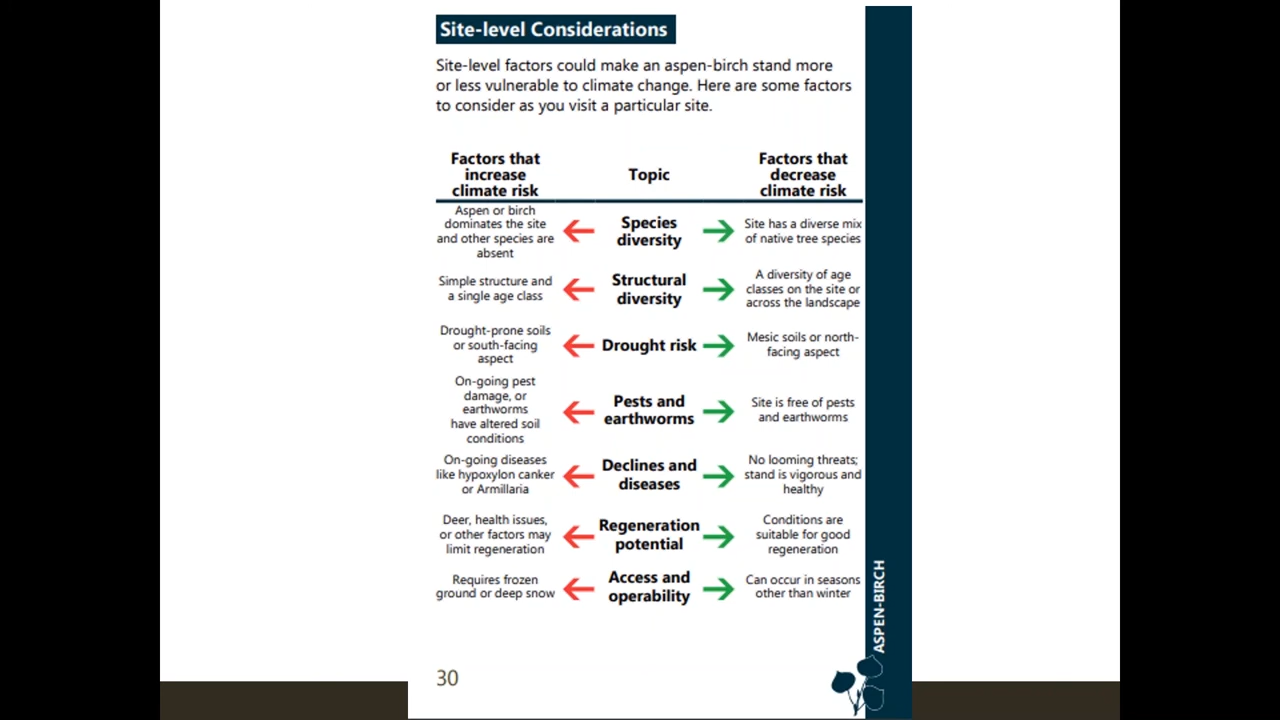 Site-level Considerations
Site-level factors could make an aspen-birch stand more
or less vulnerable to climate change. Here are some factors
to consider as you visit a particular site.
Factors that
increase
climate risk
Topic
Factors that
decrease
climate risk
Aspen or birch
dominates the site
and other species are
absent
Species
diversity
Site has a diverse mix
of native tree species
Simple structure and
a single age class
Structural
diversity
A diversity of age
classes on the site or
across the landscape
Drought-prone soils
or south-facing
aspect
Drought risk
Mesic soils or north-
facing aspect
On-going pest
damage, or
earthworms
have altered soil
conditions
Pests and
earthworms
Site is free of pests
and earthworms
On-going diseases
like hypoxylon canker
or Armillaria
Declines and
diseases
No looming threats;
stand is vigorous and
healthy
Deer, health issues,
or other factors may
limit regeneration
Regeneration
potential
Conditions are
suitable for good
regeneration
Requires frozen
ground or deep snow
Access and
operability
Can occur in seasons
other than winter
ASPEN-BIRCH
30